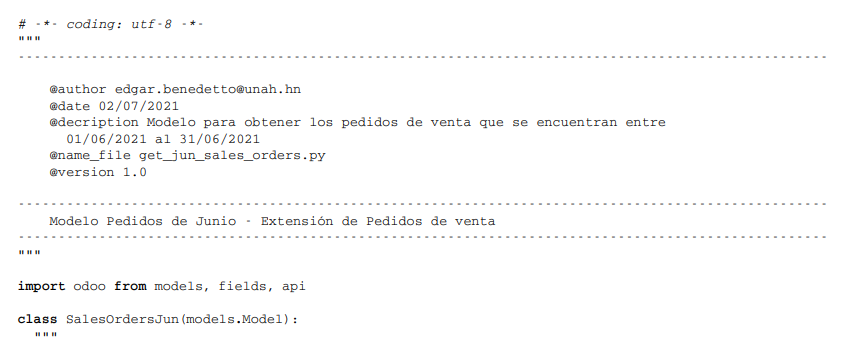 # -*- coding: utf-8 -*-
"""
-----------------------------------------------------------------------------------------------------
@author edgar.benedetto@unah.hn
@date 02/07/2021
@decription Modelo para obtener los pedidos de venta que se encuentran entre
01/06/2021 al 31/06/2021
@name_file get_jun_sales_orders.py
@version 1.0
-----------------------------------------------------------------------------------------------------
Modelo Pedidos de Junio - Extensión de Pedidos de venta
-----------------------------------------------------------------------------------------------------
"""
import odoo from models, fields, api
class SalesOrdersJun(models.Model):
"""